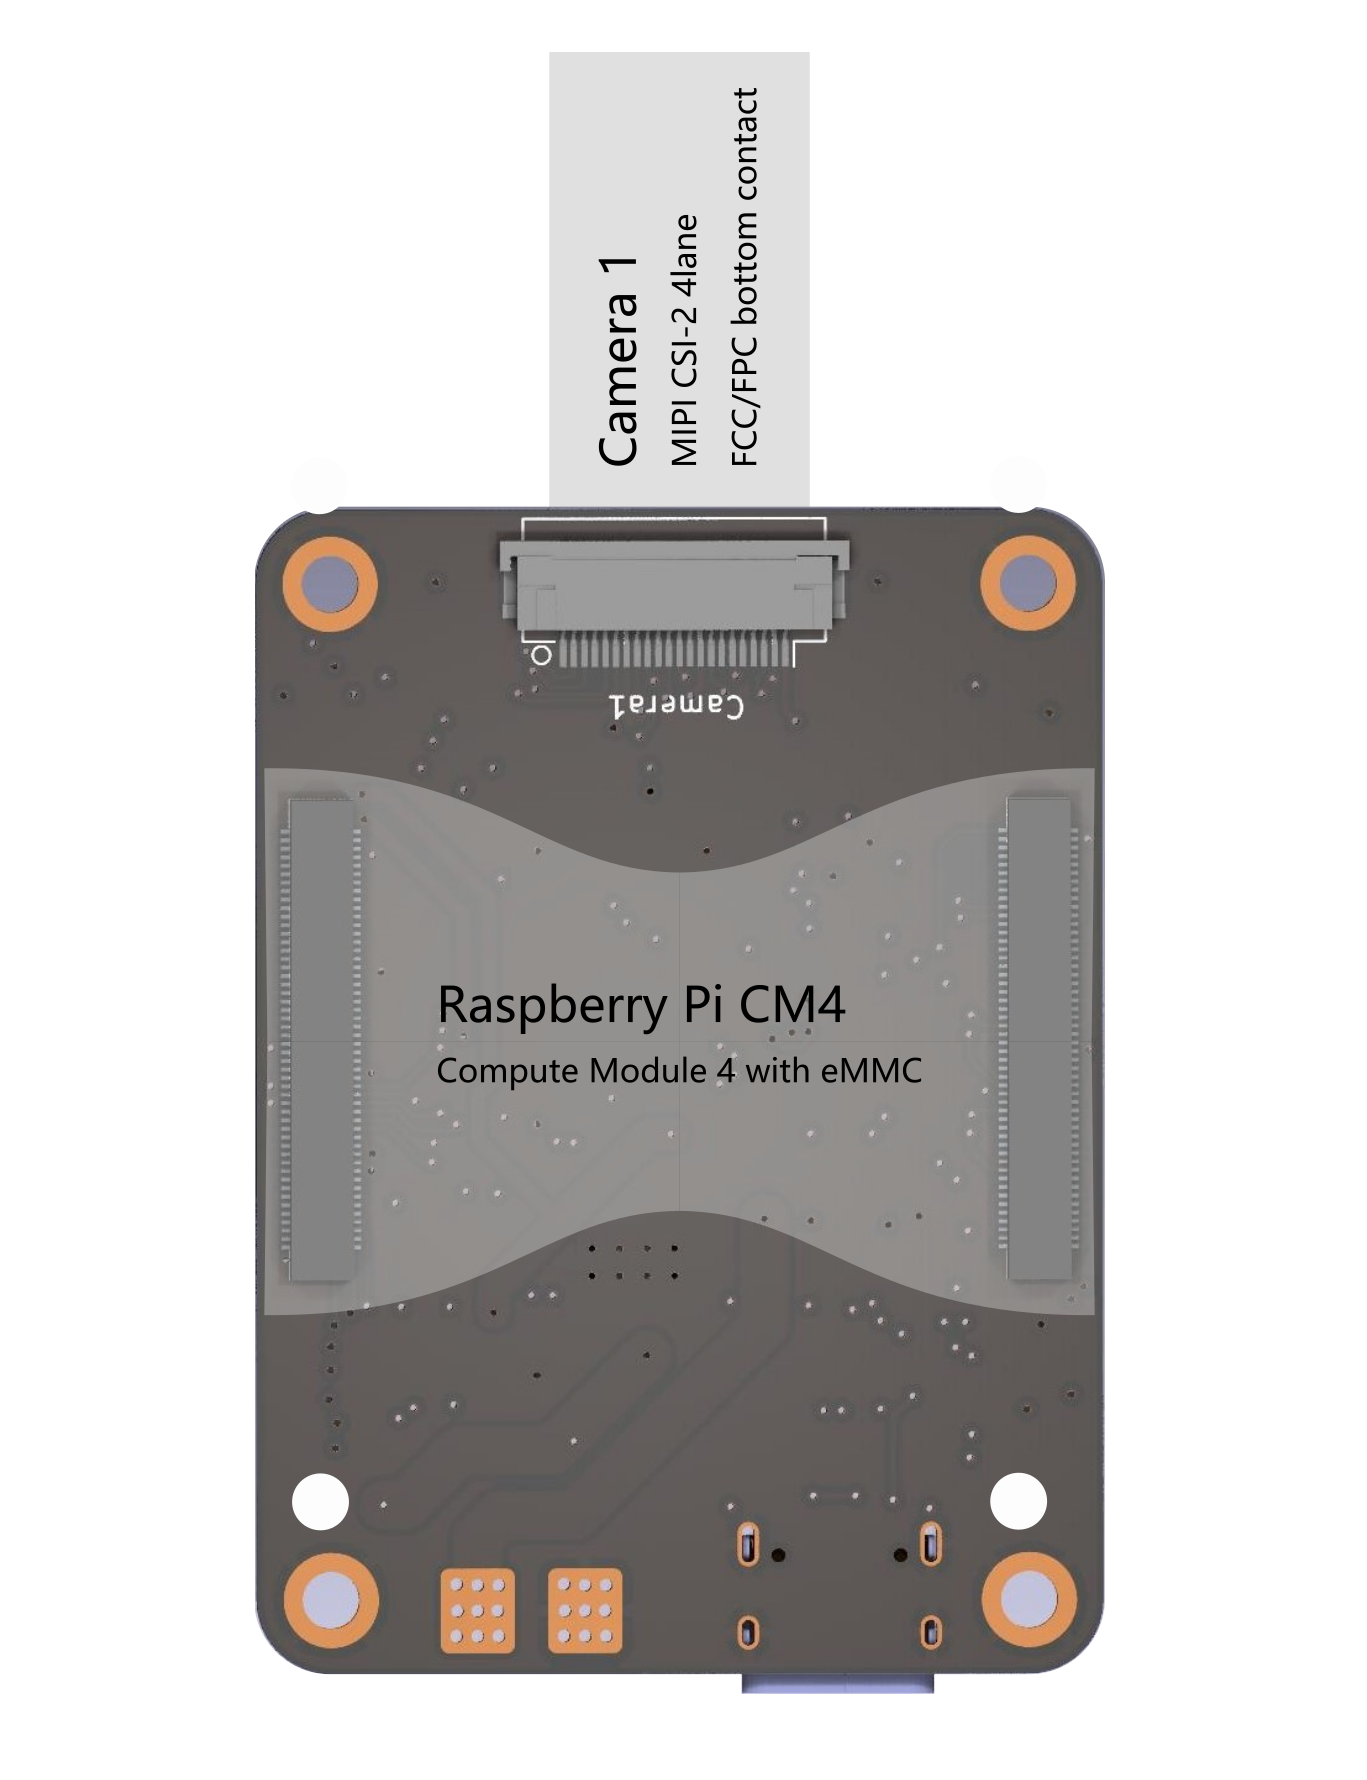 Camera 1
MIPI CSI-2 4lane
FCC/FPC bottom contact
Camera1
Raspberry Pi CM4
Compute Module 4 with eMMC